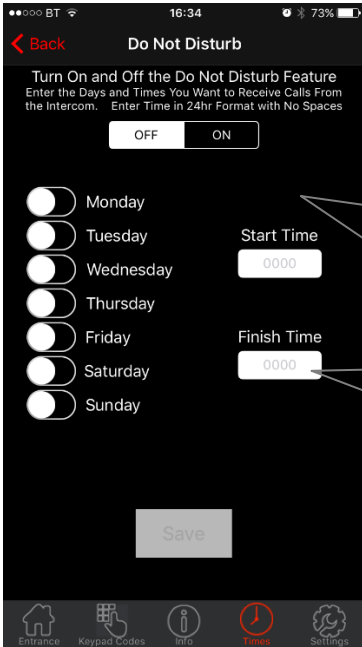 BT 16:34 73%
Back Do Not Disturb
Turn On and Off the Do Not Disturb Feature
Enter the Days and Times You Want to Receive Calls From
the Intercom. Enter Time in 24hr Format with No Spaces
OFF ON
Monday
Tuesday Start Time
Wednesday 0000
Thursday
Friday Finish Time
Saturday 0000
Sunday
Save
Entrance Keypad Codes Info Times Settings